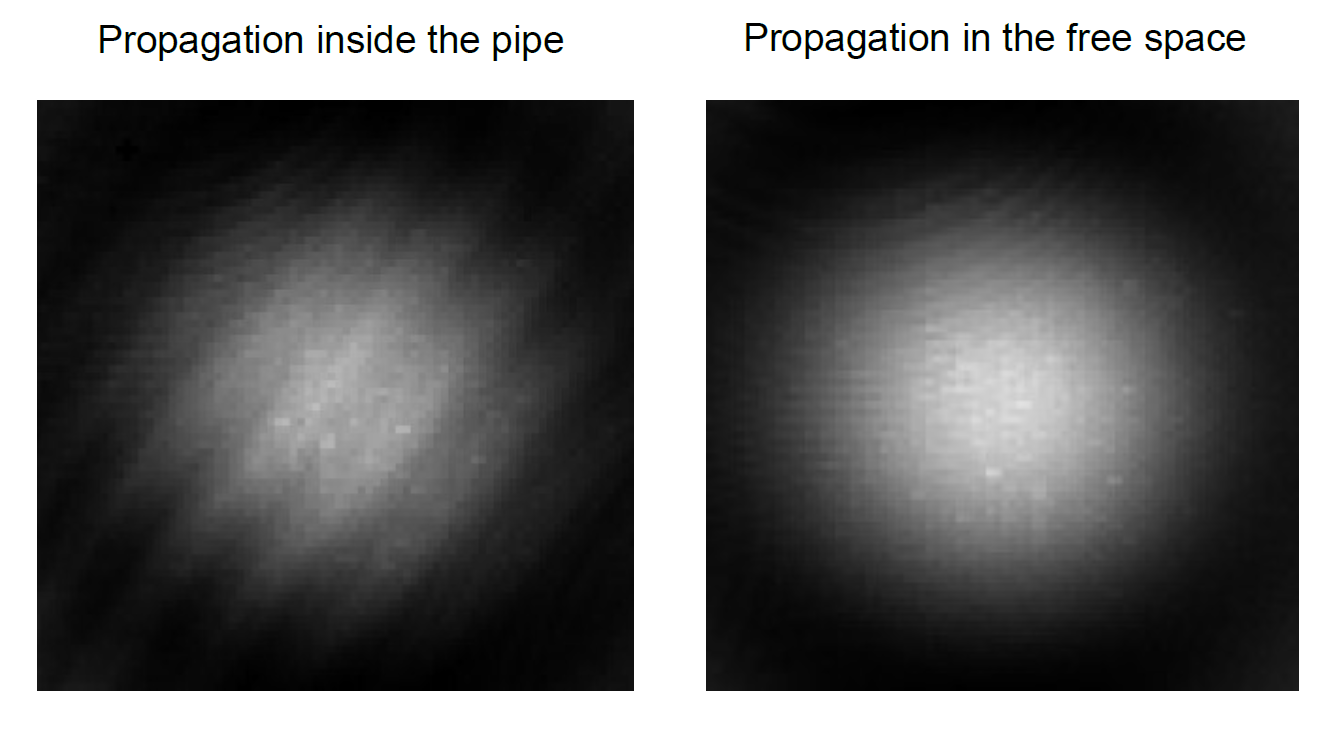 Propagation inside the pipe
Propagation in the free space